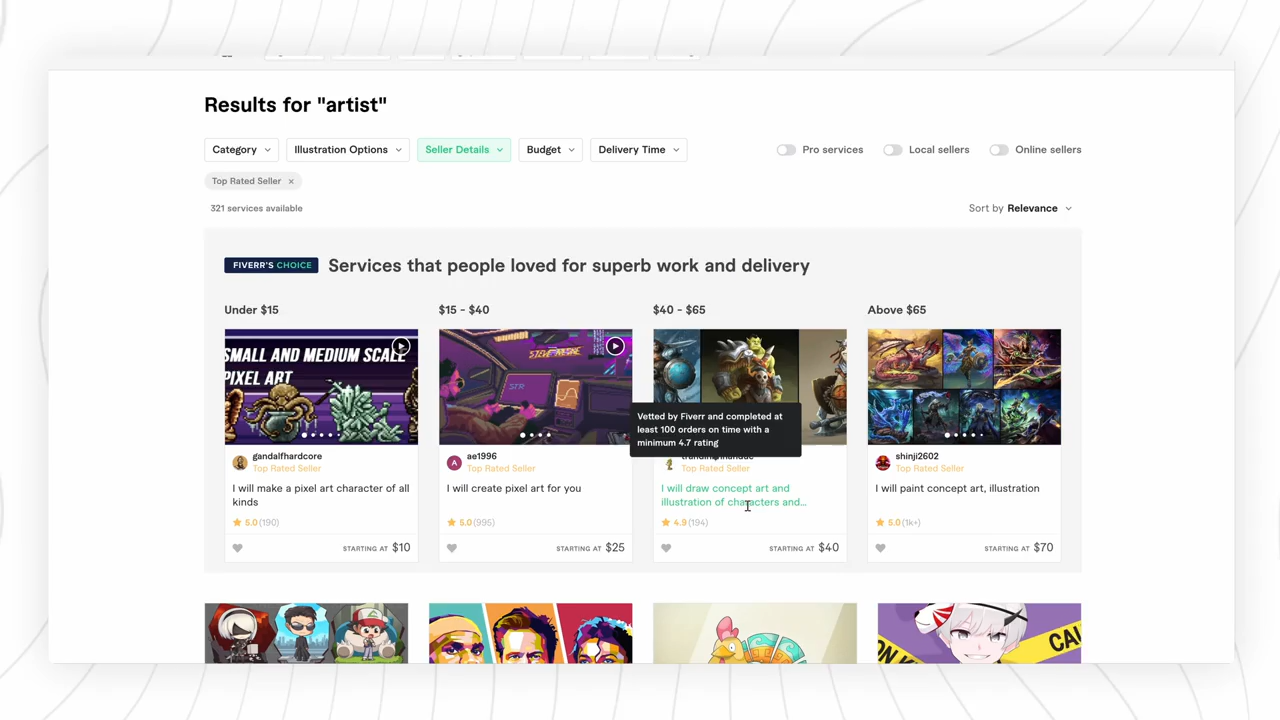 Results for "artist"
Category
Illustration Options
Seller Details
Budget
Delivery Time
Pro services
Local sellers
Online sellers
Top Rated Seller ×
321 services available
Sort by Relevance
FIVERR'S CHOICE
Services that people loved for superb work and delivery
Under $15
$15 - $40
$40 - $65
Above $65
SMALL AND MEDIUM SCALE
PIXEL ART
STR
Vetted by Fiverr and completed at
least 100 orders on time with a
minimum 4.7 rating
gandalfhardcore
Top Rated Seller
I will make a pixel art character of all
kinds
5.0 (190)
STARTING AT $10
A
ae1996
Top Rated Seller
I will create pixel art for you
5.0 (995)
STARTING AT $25
Top Rated Seller
I will draw concept art and
illustration of characters and...
4.9 (194)
STARTING AT $40
shinji2602
Top Rated Seller
I will paint concept art, illustration
5.0 (1k+)
STARTING AT $70